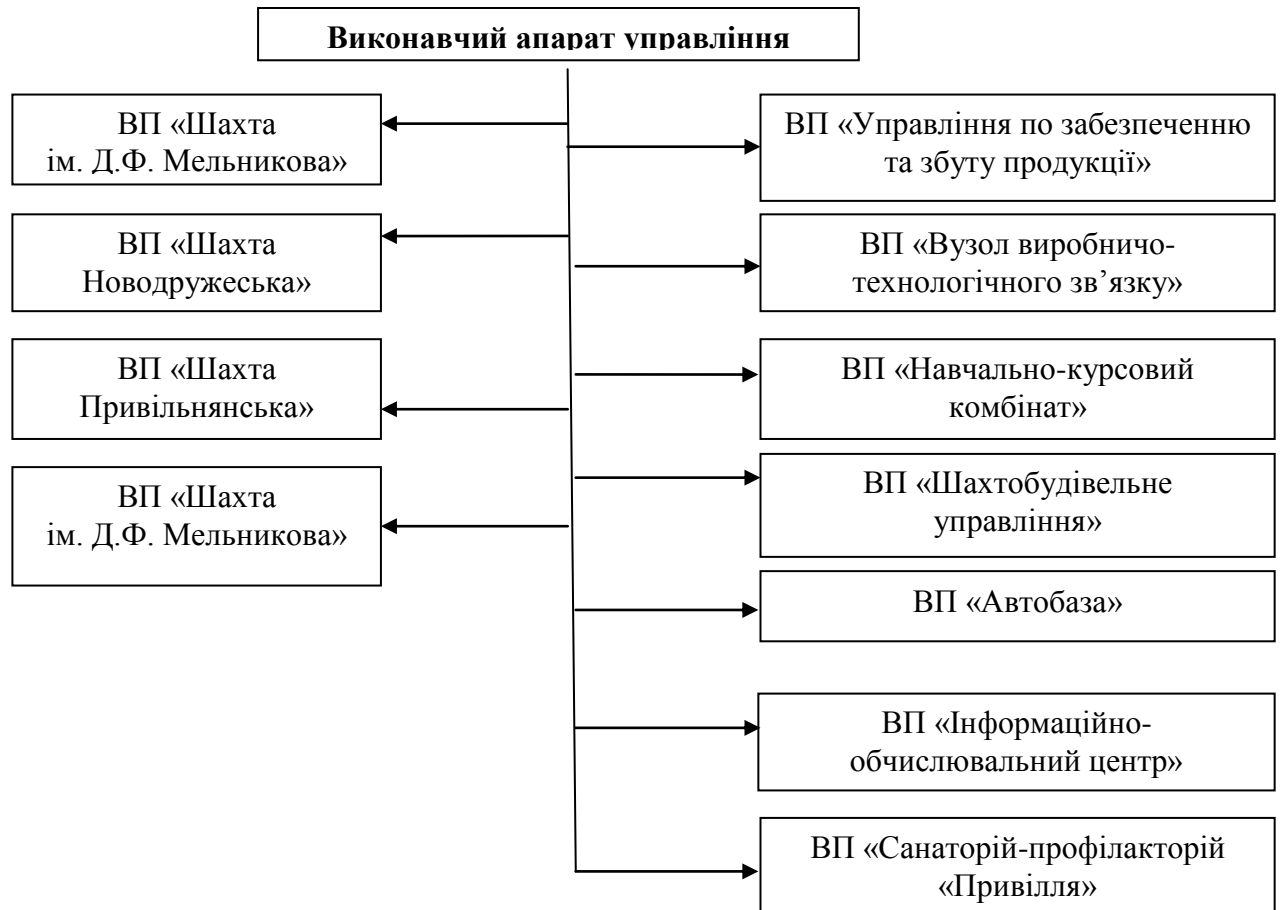 Виконавчий апарат управління
ВП «Шахта
ім. Д.Ф. Мельникова»
ВП «Шахта
Новодружеська»
ВП «Шахта
Привільнянська»
ВП «Шахта
ім. Д.Ф. Мельникова»
ВП «Управління по забезпеченню
та збуту продукції»
ВП «Вузол виробничо-
технологічного зв’язку»
ВП «Навчально-курсовий
комбінат»
ВП «Шахтобудівельне
управління»
ВП «Автобаза»
ВП «Інформаційно-
обчислювальний центр»
ВП «Санаторій-профілакторій
«Привілля»